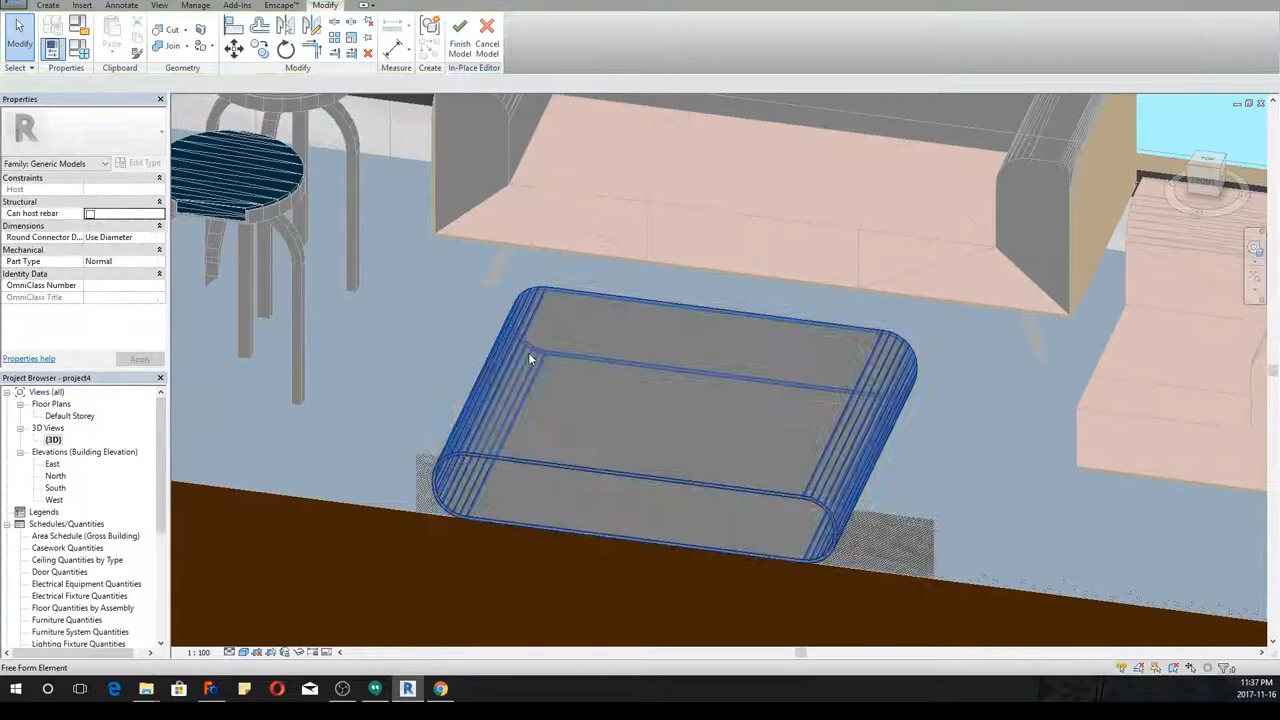 Create Insert Annotate View Manage Add-Ins Enscape™ Modify
Modify
Paste
Cut
Join
Finish Model
Cancel Model
Select Properties Clipboard Geometry Modify Measure Create In-Place Editor
Properties
Family: Generic Models
Edit Type
Constraints
Host
Structural
Can host rebar
Dimensions
Round Connector D... Use Diameter
Mechanical
Part Type Normal
Identity Data
OmniClass Number
OmniClass Title
Properties help
Apply
Project Browser - project4
Views (all)
Floor Plans
Default Storey
3D Views
{3D}
Elevations (Building Elevation)
East
North
South
West
Legends
Schedules/Quantities
Area Schedule (Gross Building)
Casework Quantities
Ceiling Quantities by Type
Door Quantities
Electrical Equipment Quantities
Electrical Fixture Quantities
Floor Quantities by Assembly
Furniture Quantities
Furniture System Quantities
Lighting Fixture Quantities
TOP
FRONT
1 : 100
Free Form Element
:0
11:37 PM
2017-11-16